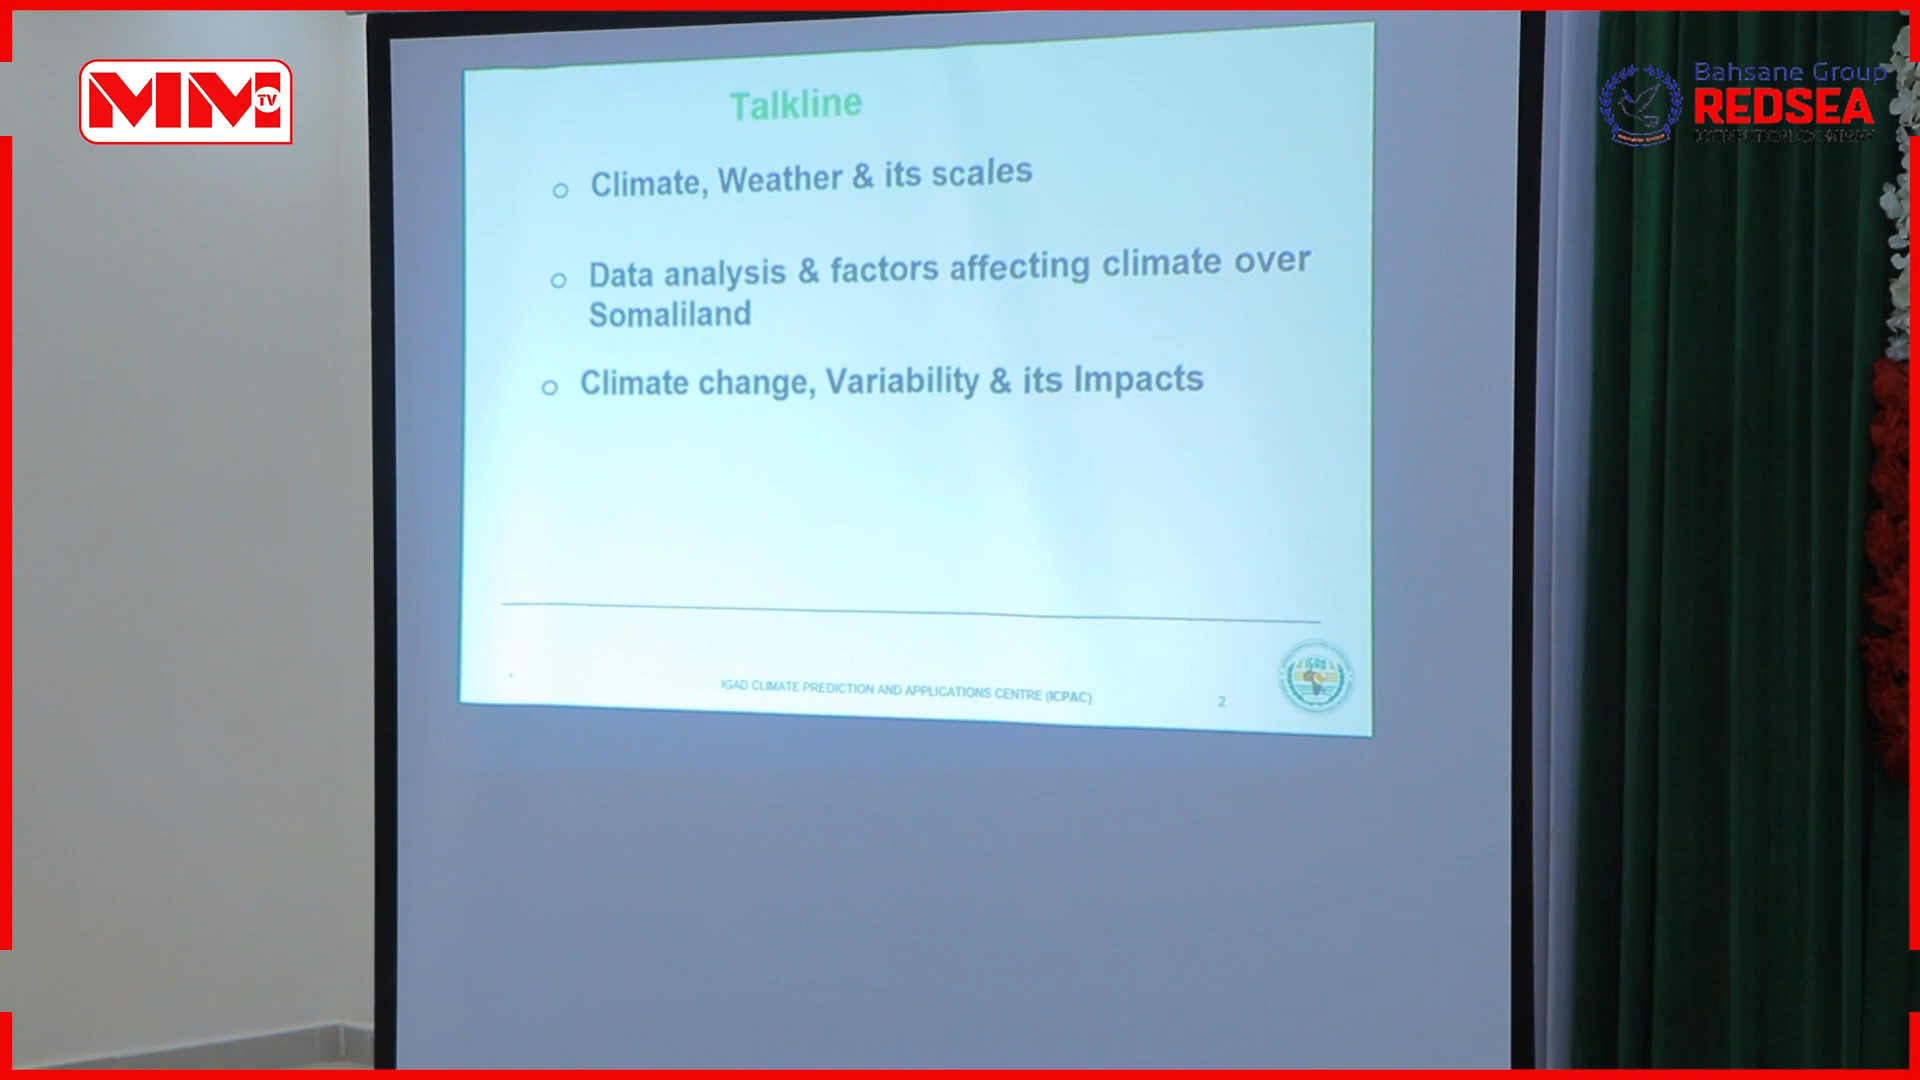 MM
TV
Bahsane Group
REDSEA
Talkline
Climate, Weather & its scales
Data analysis & factors affecting climate over
Somaliland
Climate change, Variability & its Impacts
IGAD CLIMATE PREDICTION AND APPLICATIONS CENTRE (ICPAC)
2
IGAD